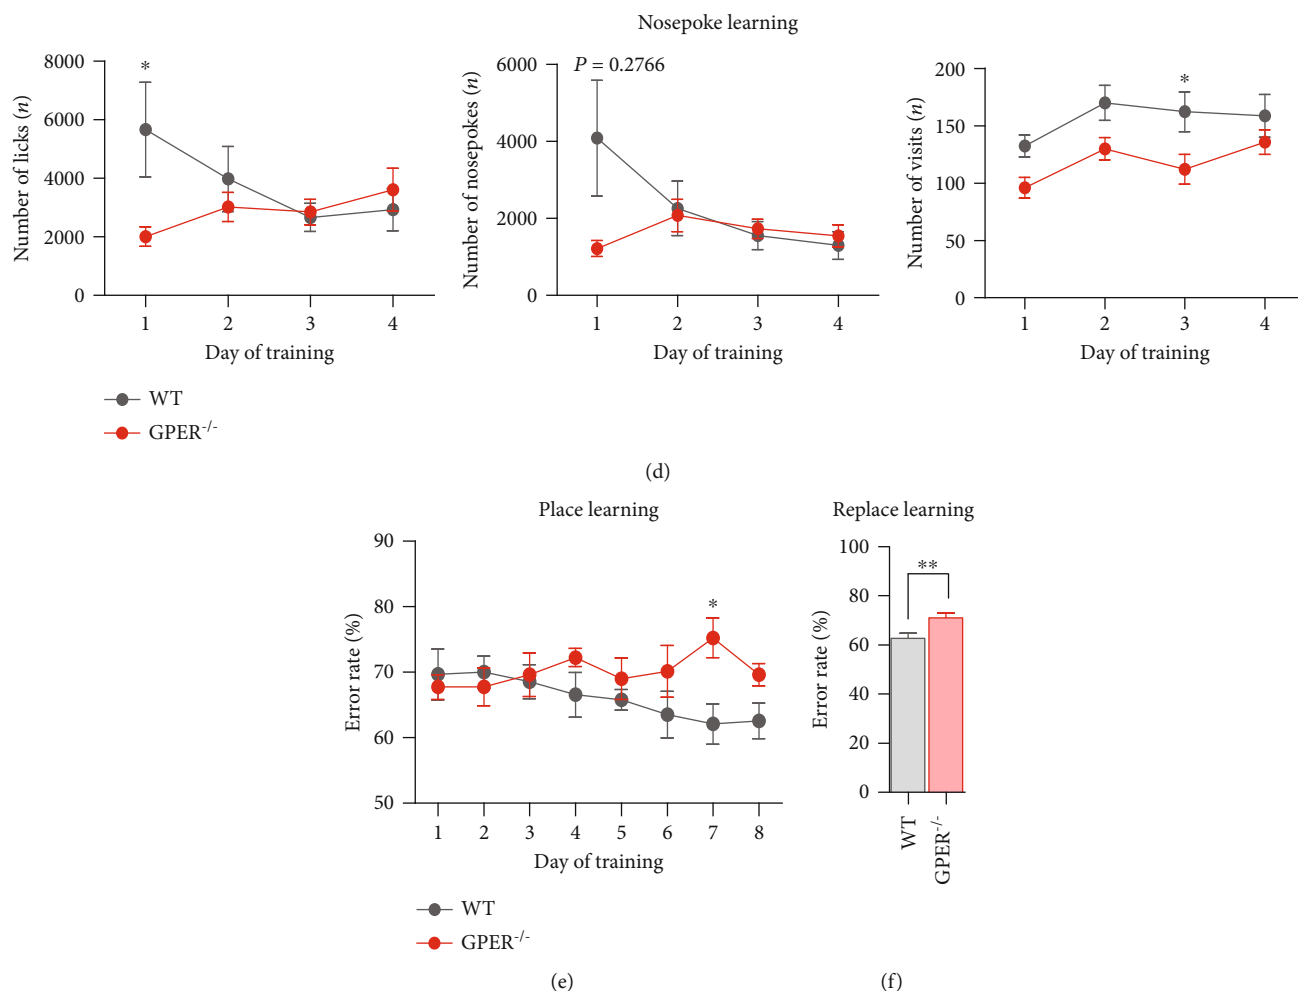 Nosepoke learning
Number of licks (n)
8000
6000
4000
2000
0
*
1 2 3 4
Day of training
Number of nosepokes (n)
6000
4000
2000
0
P = 0.2766
1 2 3 4
Day of training
Number of visits (n)
200
150
100
50
0
*
1 2 3 4
Day of training
WT
GPER-/-
(d)
Place learning
Error rate (%)
90
80
70
60
50
*
1 2 3 4 5 6 7 8
Day of training
WT
GPER-/-
(e)
Replace learning
Error rate (%)
100
80
60
40
20
0
**
WT
GPER-/-
(f)